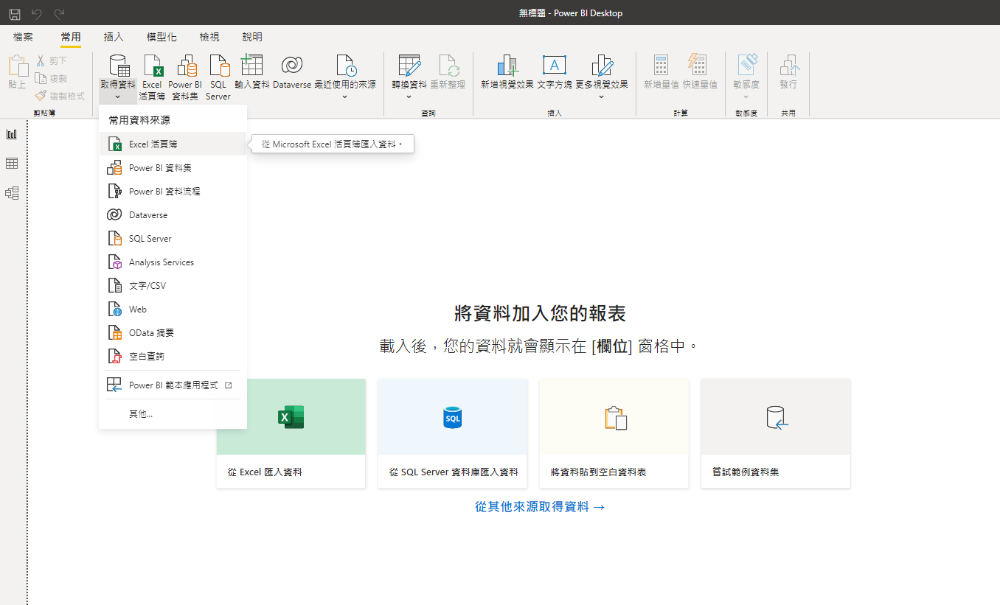 無標題 - Power BI Desktop
檔案 常用 插入 模型化 檢視 說明
貼上
剪下
複製
複製格式
剪貼簿
取得資料
Excel
活頁簿
Power BI
資料集
SQL
Server
輸入資料
Dataverse
最近使用的來源
轉換資料
重新整理
查詢
新增視覺效果
A
文字方塊
更多視覺效果
插入
新增量值
快速量值
計算
敏感度
敏感度
發行
共用
常用資料來源
Excel 活頁簿
從 Microsoft Excel 活頁簿匯入資料。
Power BI 資料集
Power BI 資料流程
Dataverse
SQL Server
Analysis Services
文字/CSV
Web
OData 摘要
空白查詢
Power BI 範本應用程式
其他...
將資料加入您的報表
載入後，您的資料就會顯示在 [欄位] 窗格中。
X
SQL
從 Excel 匯入資料
從 SQL Server 資料庫匯入資料
將資料貼到空白資料表
嘗試範例資料集
從其他來源取得資料 →